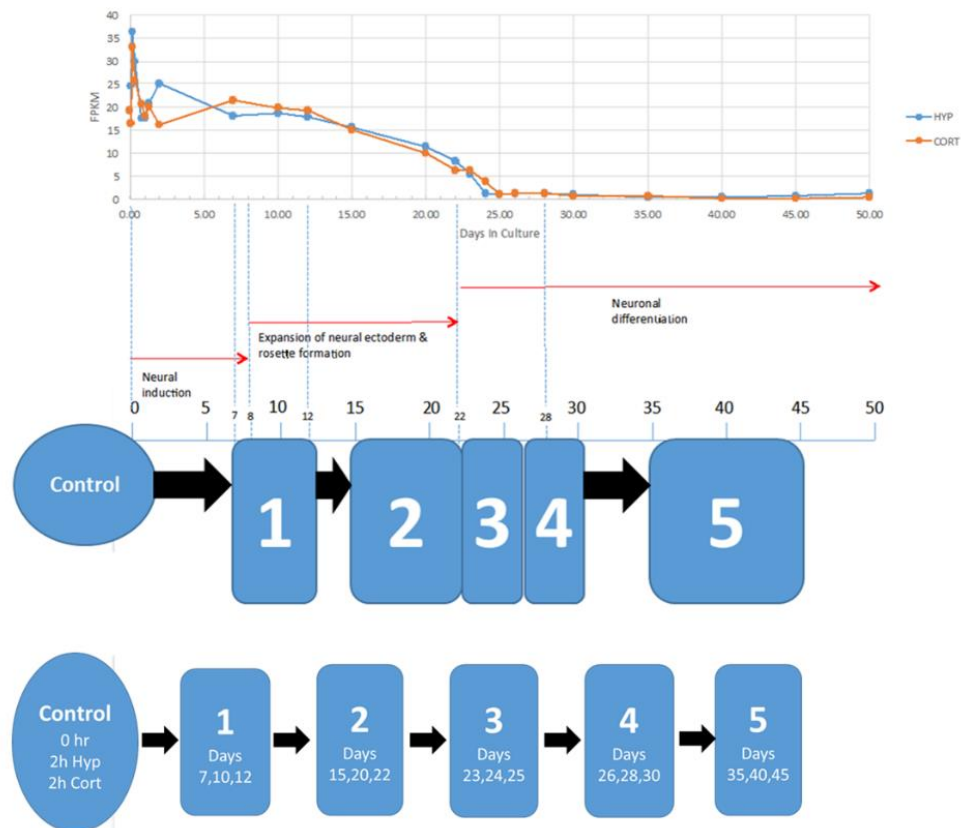 40
35
30
25
20
15
10
5
0
FPKM
0.00 5.00 10.00 15.00 20.00 25.00 30.00 35.00 40.00 45.00 50.00
Days In Culture
HYP
CORT
Neuronal
differentiation
Expansion of neural ectoderm &
rosette formation
Neural
induction
0 5 10 15 20 25 30 35 40 45 50
7 8 12 22 28
Control
1 2 3 4 5
Control
0 hr
2h Hyp
2h Cort
1
Days
7,10,12
2
Days
15,20,22
3
Days
23,24,25
4
Days
26,28,30
5
Days
35,40,45